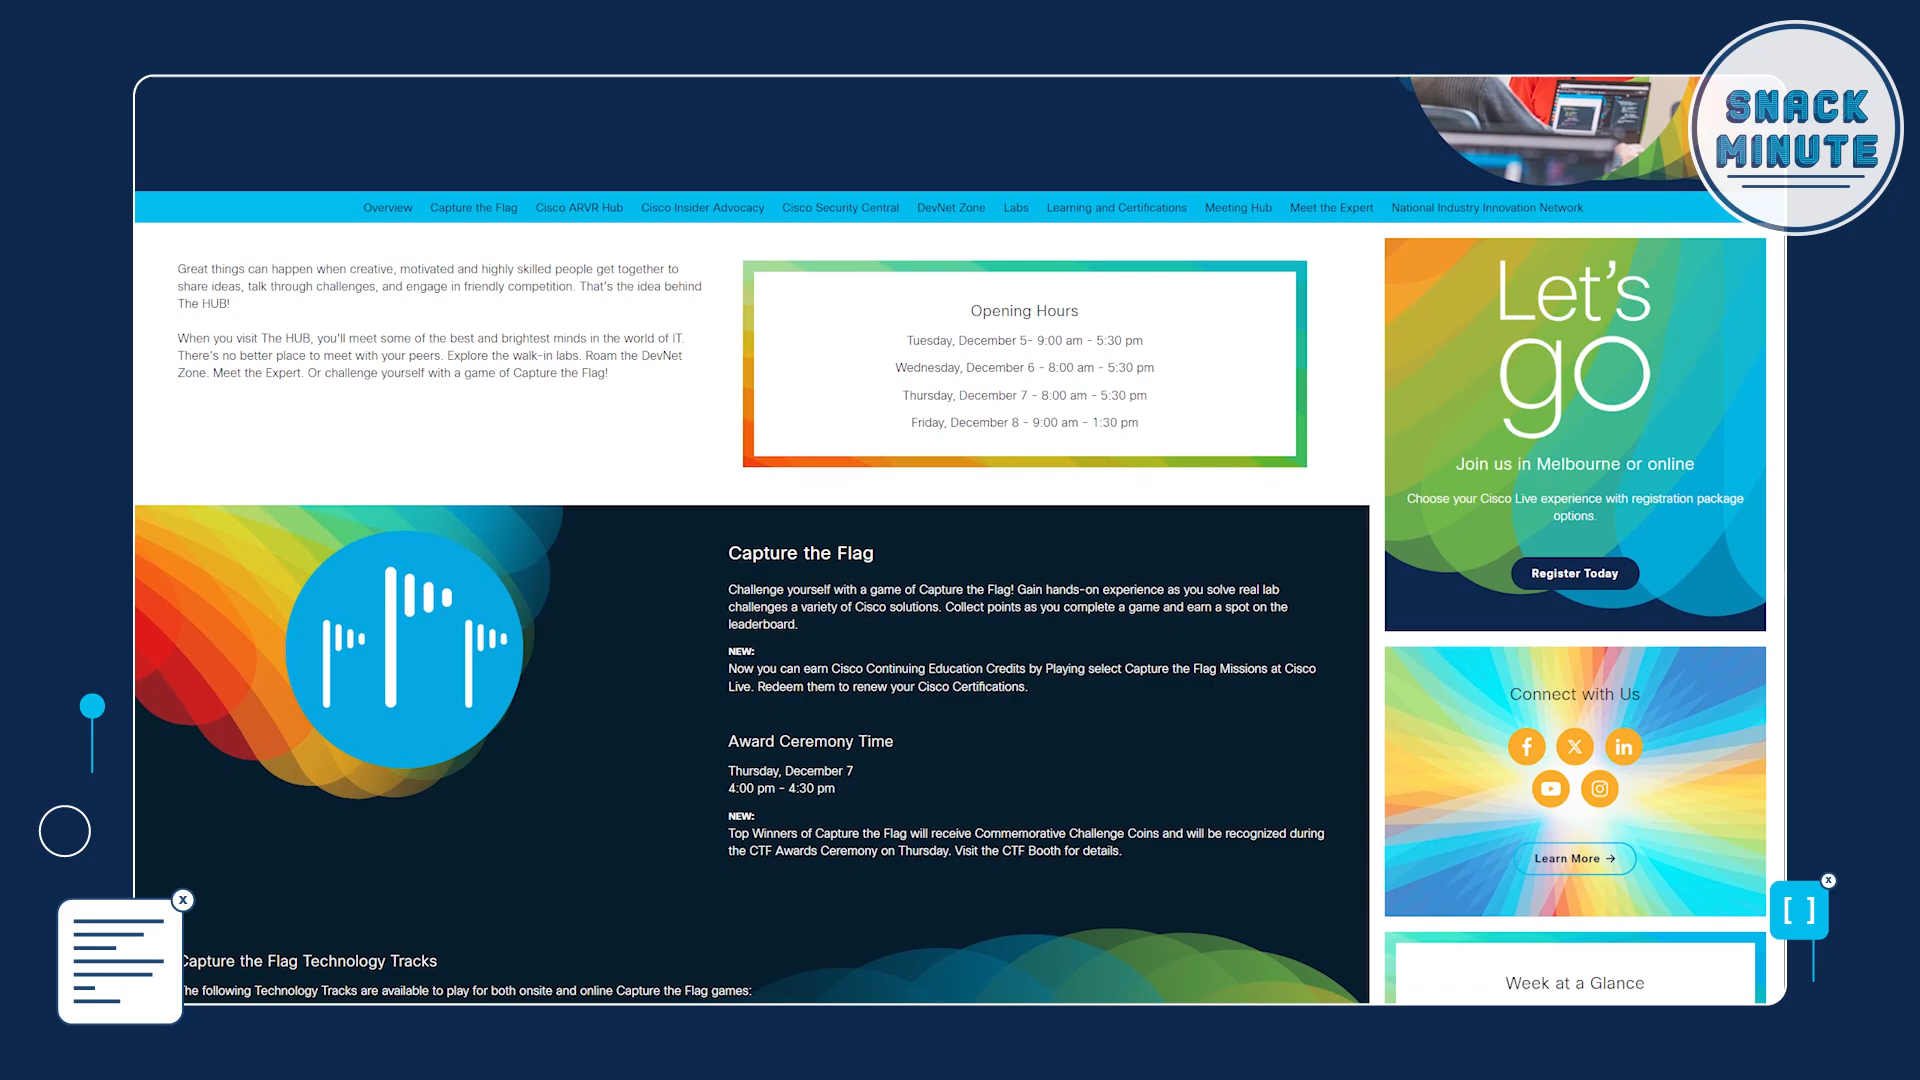 SNACK
MINUTE
Overview Capture the Flag Cisco ARVR Hub Cisco Insider Advocacy Cisco Security Central DevNet Zone Labs Learning and Certifications Meeting Hub Meet the Expert National Industry Innovation Network
Great things can happen when creative, motivated and highly skilled people get together to
share ideas, talk through challenges, and engage in friendly competition. That's the idea behind
The HUB!
When you visit The HUB, you'll meet some of the best and brightest minds in the world of IT.
There's no better place to meet with your peers. Explore the walk-in labs. Roam the DevNet
Zone. Meet the Expert. Or challenge yourself with a game of Capture the Flag!
Opening Hours
Tuesday, December 5- 9:00 am - 5:30 pm
Wednesday, December 6 - 8:00 am - 5:30 pm
Thursday, December 7 - 8:00 am - 5:30 pm
Friday, December 8 - 9:00 am - 1:30 pm
Let's
go
Join us in Melbourne or online
Choose your Cisco Live experience with registration package
options.
Register Today
Capture the Flag
Challenge yourself with a game of Capture the Flag! Gain hands-on experience as you solve real lab
challenges a variety of Cisco solutions. Collect points as you complete a game and earn a spot on the
leaderboard.
NEW:
Now you can earn Cisco Continuing Education Credits by Playing select Capture the Flag Missions at Cisco
Live. Redeem them to renew your Cisco Certifications.
Award Ceremony Time
Thursday, December 7
4:00 pm - 4:30 pm
NEW:
Top Winners of Capture the Flag will receive Commemorative Challenge Coins and will be recognized during
the CTF Awards Ceremony on Thursday. Visit the CTF Booth for details.
Connect with Us
f X in
Learn More →
x
x
[ ]
Capture the Flag Technology Tracks
The following Technology Tracks are available to play for both onsite and online Capture the Flag games:
Week at a Glance